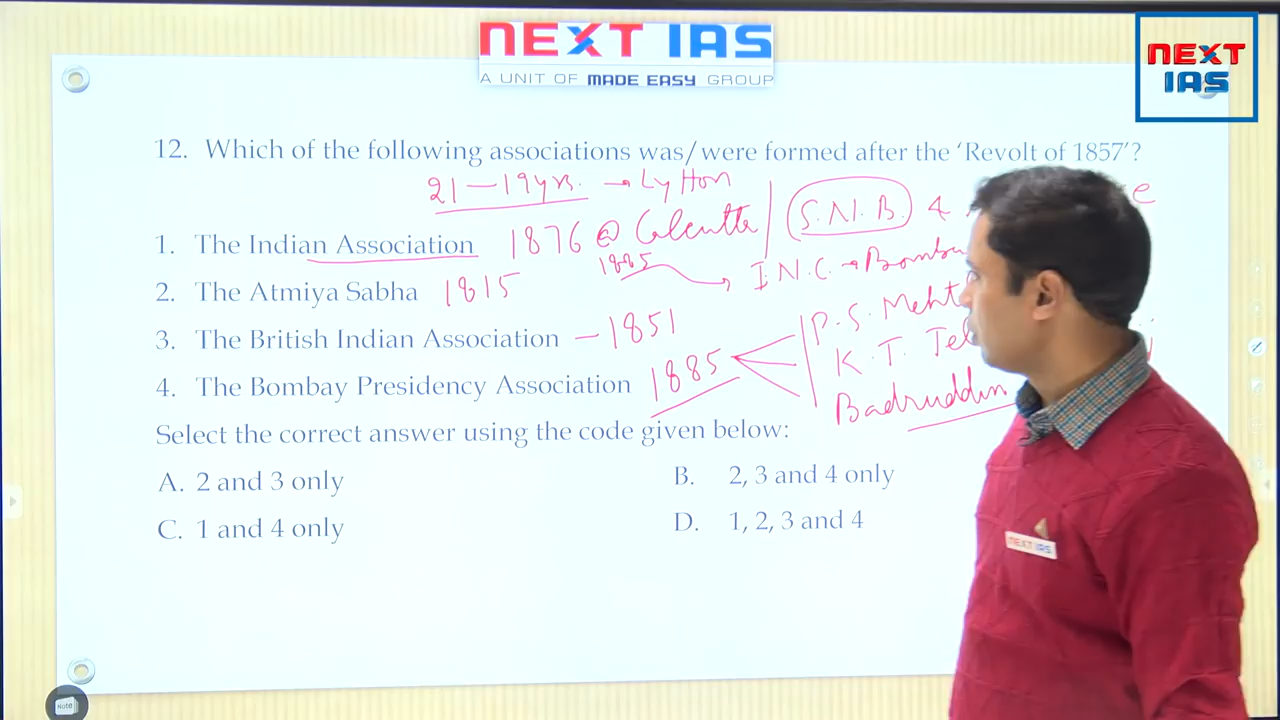 NEXT IAS
A UNIT OF MADE EASY GROUP
NEXT
IAS
12. Which of the following associations was/were formed after the 'Revolt of 1857'?
21 — 19 yrs. → Lytton
1. The Indian Association 1876 @ Calcutta / S.N.B. &
1885 → I.N.C. → Bombay
2. The Atmiya Sabha 1815
3. The British Indian Association — 1851
P. S. Meht
4. The Bombay Presidency Association 1885
K. T. Tel
Badruddin
Select the correct answer using the code given below:
A. 2 and 3 only
B. 2, 3 and 4 only
C. 1 and 4 only
D. 1, 2, 3 and 4
NEXT IAS
Note